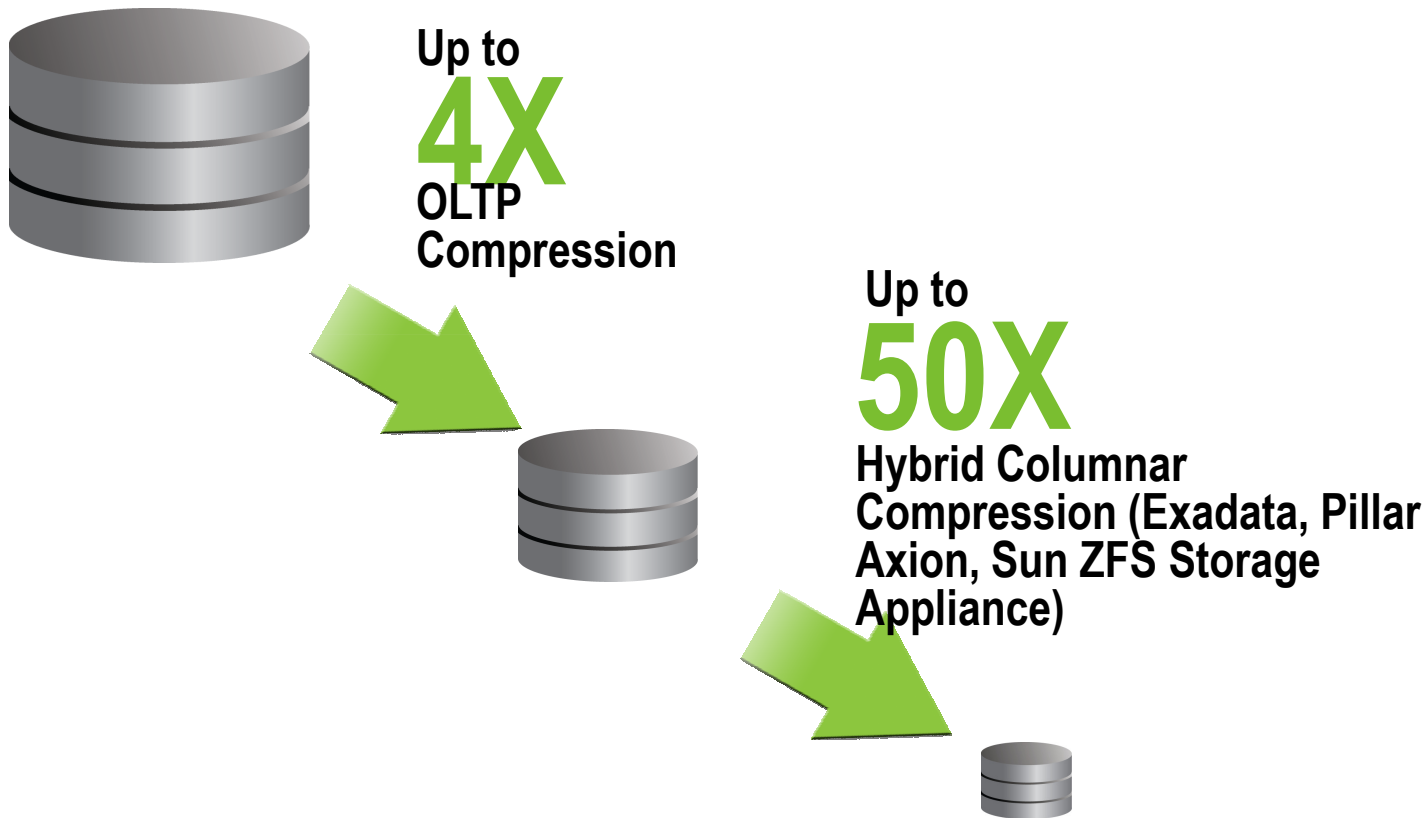 Up to
4X
OLTP
Compression
Up to
50X
Hybrid Columnar
Compression (Exadata, Pillar
Axion, Sun ZFS Storage
Appliance)